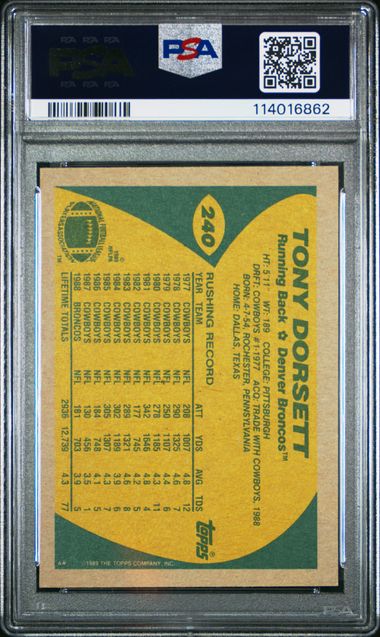 PSA
PSA
114016862
240
TONY DORSETT
Running Back ☆ Denver Broncos™
HT: 5'11" WT: 189 COLLEGE: PITTSBURGH
DRFT: COWBOYS #1-1977 ACQ: TRADE WITH COWBOYS, 1988
BORN: 4-7-54, ROCHESTER, PENNSYLVANIA
HOME: DALLAS, TEXAS
RUSHING RECORD
YEAR TEAM ATT YDS AVG TDS
1977 COWBOYS NFL 208 1007 4.8 12
1978 COWBOYS NFL 290 1325 4.6 7
1979 COWBOYS NFL 250 1107 4.4 6
1980 COWBOYS NFL 278 1185 4.3 11
1981 COWBOYS NFL 342 1646 4.8 4
1982 COWBOYS NFL 177 745 4.2 5
1983 COWBOYS NFL 289 1321 4.6 8
1984 COWBOYS NFL 302 1189 3.9 6
1985 COWBOYS NFL 305 1307 4.3 7
1986 COWBOYS NFL 184 748 4.1 5
1987 COWBOYS NFL 130 456 3.5 1
1988 BRONCOS NFL 181 703 3.9 5
LIFETIME TOTALS 2936 12,739 4.3 77
TOPPS
A* ©1989 THE TOPPS COMPANY, INC.